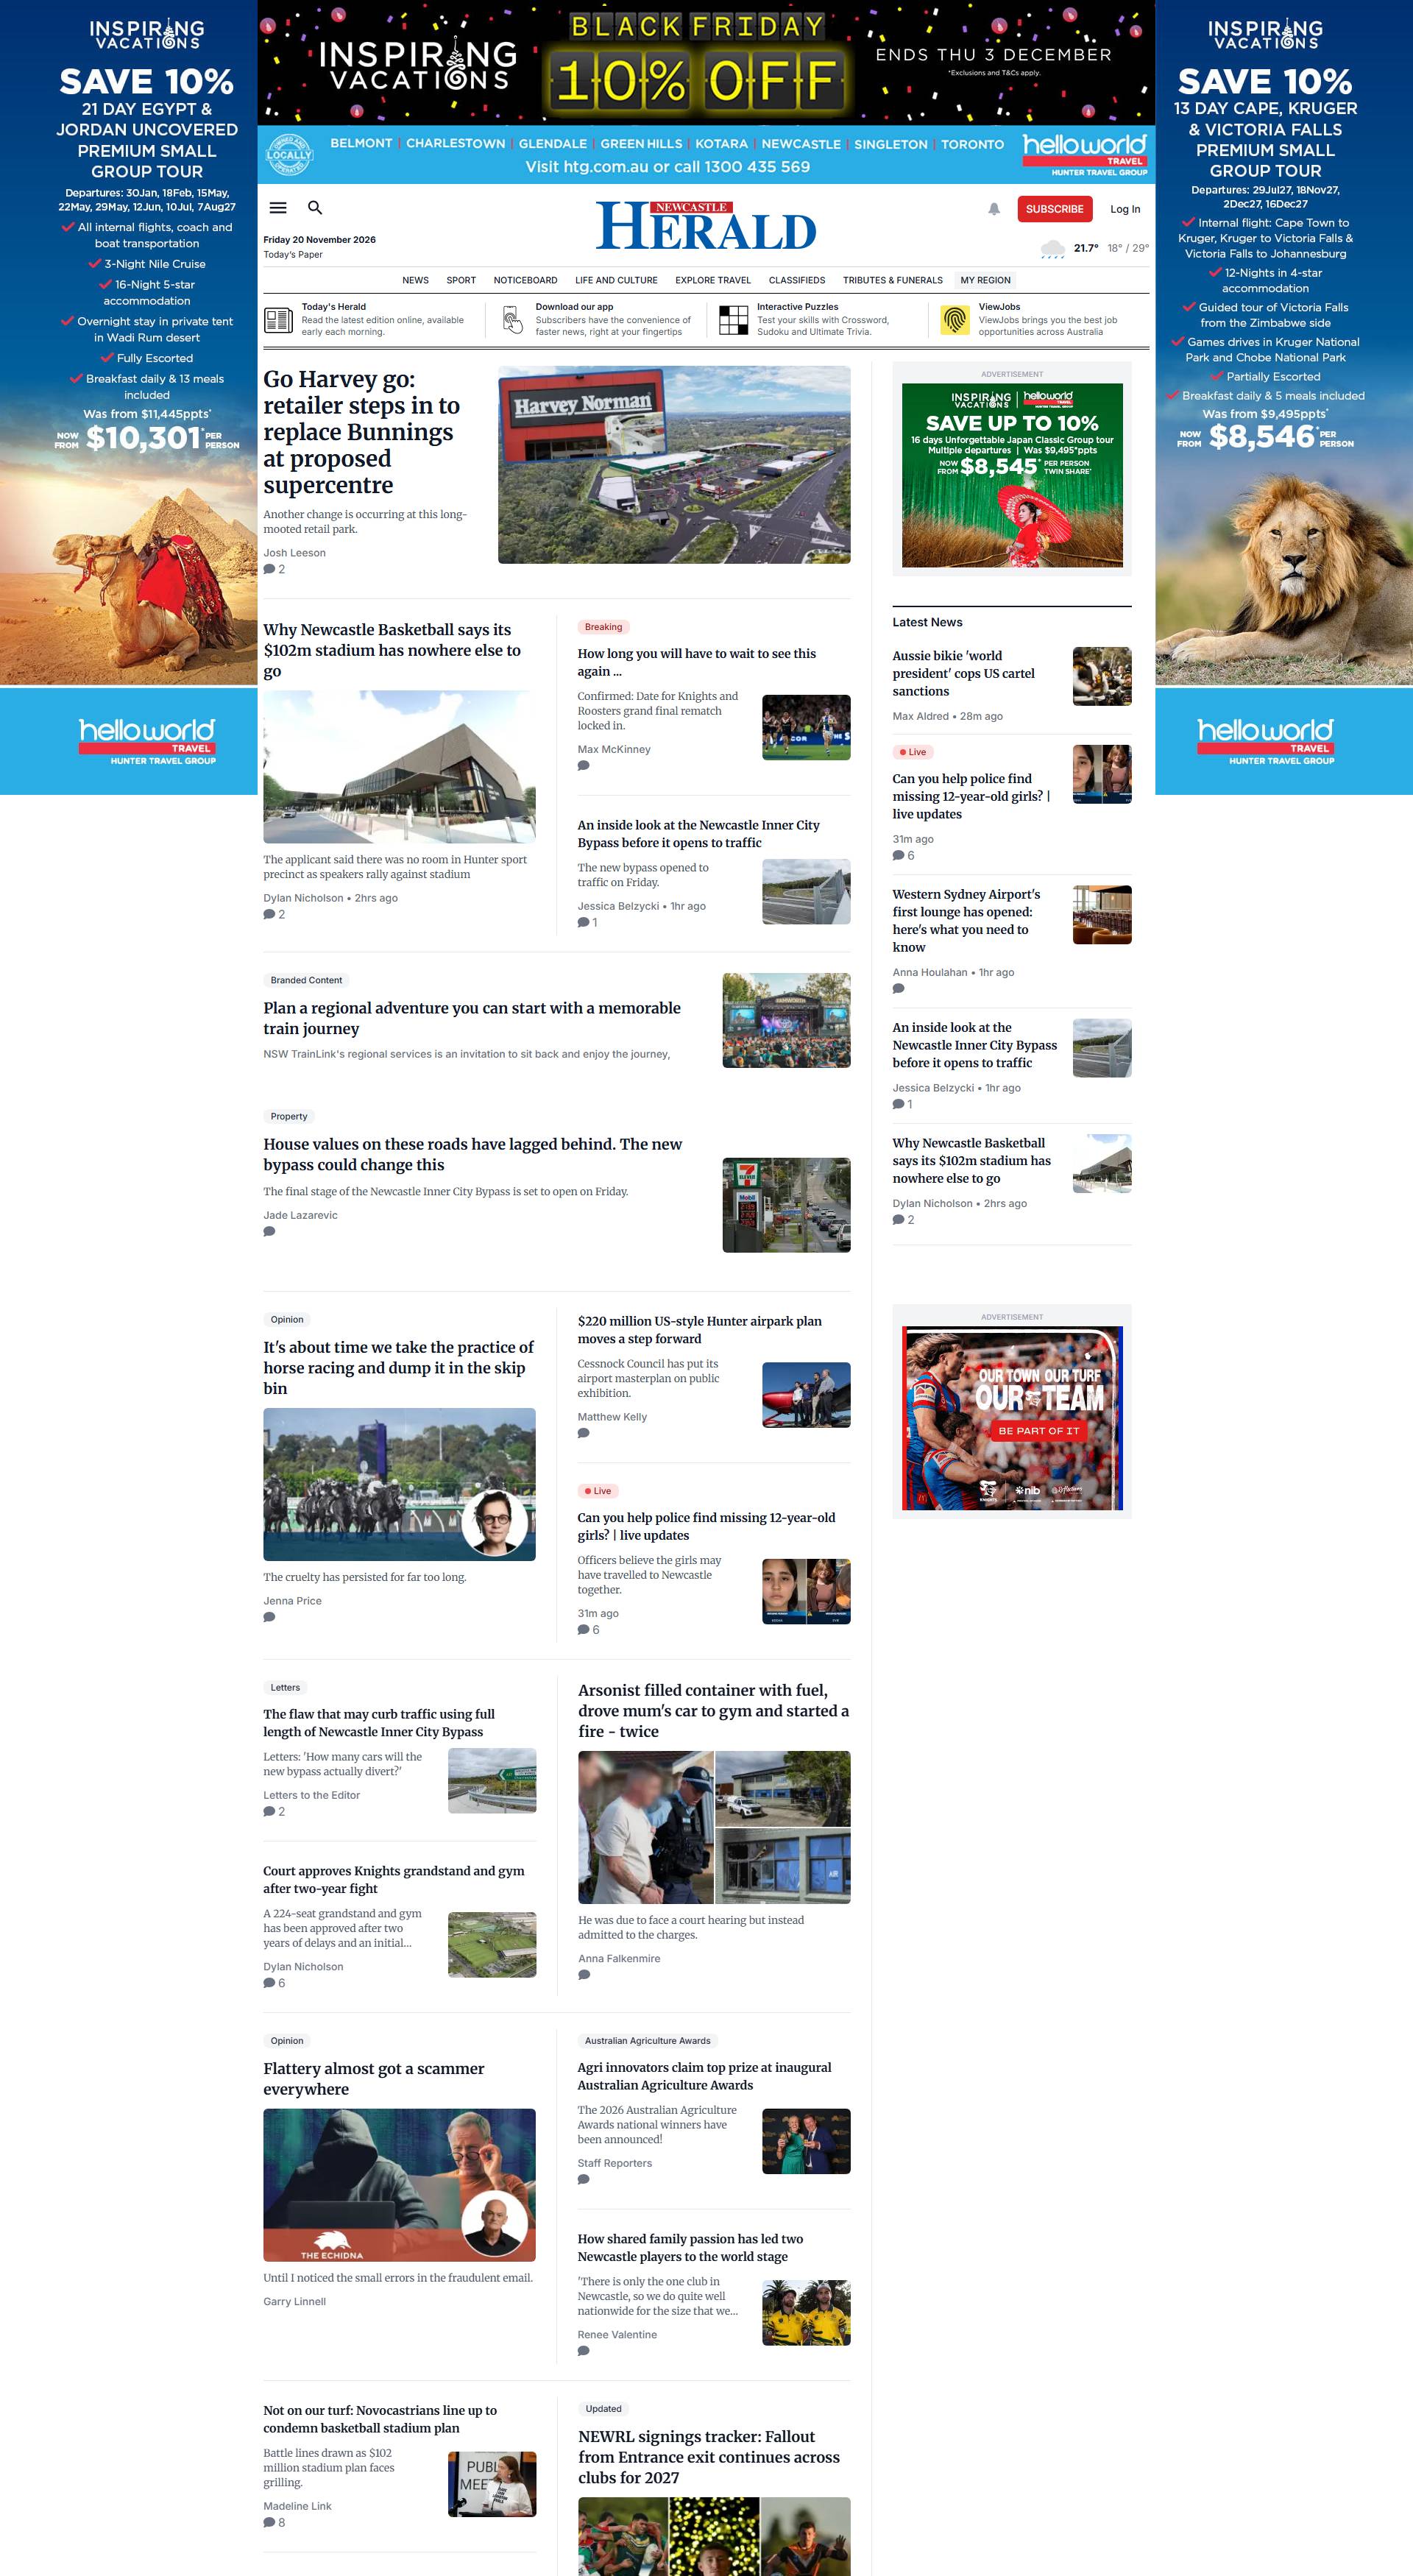 INSPIRING
VACATIONS
SAVE 10%
21 DAY EGYPT &
JORDAN UNCOVERED
PREMIUM SMALL
GROUP TOUR
Departures: 30Jan, 18Feb, 15May,
22May, 29May, 12Jun, 10Jul, 7Aug27
All internal flights, coach and
boat transportation
3-Night Nile Cruise
16-Night 5-star
accommodation
Overnight stay in private tent
in Wadi Rum desert
Fully Escorted
Breakfast daily & 13 meals
included
Was from $11,445ppts*
NOW FROM $10,301* PER PERSON
helloworld
TRAVEL
HUNTER TRAVEL GROUP
INSPIRING
VACATIONS
BLACK FRIDAY
10% OFF
ENDS THU 3 DECEMBER
*Exclusions and T&Cs apply.
LOCALLY
BELMONT | CHARLESTOWN | GLENDALE | GREEN HILLS | KOTARA | NEWCASTLE | SINGLETON | TORONTO
Visit htg.com.au or call 1300 435 569
helloworld
TRAVEL
HUNTER TRAVEL GROUP
INSPIRING
VACATIONS
SAVE 10%
13 DAY CAPE, KRUGER
& VICTORIA FALLS
PREMIUM SMALL
GROUP TOUR
Departures: 29Jul27, 18Nov27,
2Dec27, 16Dec27
Internal flight: Cape Town to
Kruger, Kruger to Victoria Falls &
Victoria Falls to Johannesburg
12-Nights in 4-star
accommodation
Guided tour of Victoria Falls
from the Zimbabwe side
Games drives in Kruger National
Park and Chobe National Park
Partially Escorted
Breakfast daily & 5 meals included
Was from $9,495ppts*
NOW FROM $8,546* PER PERSON
helloworld
TRAVEL
HUNTER TRAVEL GROUP
NEWCASTLE
HERALD
SUBSCRIBE
Log In
Friday 20 November 2026
Today's Paper
21.7° 18° / 29°
NEWS SPORT NOTICEBOARD LIFE AND CULTURE EXPLORE TRAVEL CLASSIFIEDS TRIBUTES & FUNERALS MY REGION
Today's Herald
Read the latest edition online, available
early each morning.
Download our app
Subscribers have the convenience of
faster news, right at your fingertips
Interactive Puzzles
Test your skills with Crossword,
Sudoku and Ultimate Trivia.
ViewJobs
ViewJobs brings you the best job
opportunities across Australia
Go Harvey go:
retailer steps in to
replace Bunnings
at proposed
supercentre
Another change is occurring at this long-
mooted retail park.
Josh Leeson
2
Harvey Norman
Why Newcastle Basketball says its
$102m stadium has nowhere else to
go
The applicant said there was no room in Hunter sport
precinct as speakers rally against stadium
Dylan Nicholson • 2hrs ago
2
Breaking
How long you will have to wait to see this
again ...
Confirmed: Date for Knights and
Roosters grand final rematch
locked in.
Max McKinney
An inside look at the Newcastle Inner City
Bypass before it opens to traffic
The new bypass opened to
traffic on Friday.
Jessica Belzycki • 1hr ago
1
Branded Content
Plan a regional adventure you can start with a memorable
train journey
NSW TrainLink's regional services is an invitation to sit back and enjoy the journey,
TAMWORTH
Property
House values on these roads have lagged behind. The new
bypass could change this
The final stage of the Newcastle Inner City Bypass is set to open on Friday.
Jade Lazarevic
7
ELEVEN
Mobil
Opinion
It's about time we take the practice of
horse racing and dump it in the skip
bin
The cruelty has persisted for far too long.
Jenna Price
$220 million US-style Hunter airpark plan
moves a step forward
Cessnock Council has put its
airport masterplan on public
exhibition.
Matthew Kelly
Live
Can you help police find missing 12-year-old
girls? | live updates
Officers believe the girls may
have travelled to Newcastle
together.
31m ago
6
Letters
The flaw that may curb traffic using full
length of Newcastle Inner City Bypass
Letters: 'How many cars will the
new bypass actually divert?'
Letters to the Editor
2
Court approves Knights grandstand and gym
after two-year fight
A 224-seat grandstand and gym
has been approved after two
years of delays and an initial...
Dylan Nicholson
6
Arsonist filled container with fuel,
drove mum's car to gym and started a
fire - twice
AIR
He was due to face a court hearing but instead
admitted to the charges.
Anna Falkenmire
Opinion
Flattery almost got a scammer
everywhere
THE ECHIDNA
Until I noticed the small errors in the fraudulent email.
Garry Linnell
Australian Agriculture Awards
Agri innovators claim top prize at inaugural
Australian Agriculture Awards
The 2026 Australian Agriculture
Awards national winners have
been announced!
Staff Reporters
How shared family passion has led two
Newcastle players to the world stage
'There is only the one club in
Newcastle, so we do quite well
nationwide for the size that we...
Renee Valentine
Not on our turf: Novocastrians line up to
condemn basketball stadium plan
Battle lines drawn as $102
million stadium plan faces
grilling.
Madeline Link
8
PUBL
MEE
Updated
NEWRL signings tracker: Fallout
from Entrance exit continues across
clubs for 2027
ADVERTISEMENT
INSPIRING VACATIONS | helloworld TRAVEL
SAVE UP TO 10%
16 days Unforgettable Japan Classic Group tour
Multiple departures | Was $9,495*ppts
NOW FROM $8,545* PER PERSON TWIN SHARE*
Latest News
Aussie bikie 'world
president' cops US cartel
sanctions
Max Aldred • 28m ago
Live
Can you help police find
missing 12-year-old girls? |
live updates
31m ago
6
Western Sydney Airport's
first lounge has opened:
here's what you need to
know
Anna Houlahan • 1hr ago
An inside look at the
Newcastle Inner City Bypass
before it opens to traffic
Jessica Belzycki • 1hr ago
1
Why Newcastle Basketball
says its $102m stadium has
nowhere else to go
Dylan Nicholson • 2hrs ago
2
ADVERTISEMENT
OUR TOWN OUR TURF
OUR TEAM
BE PART OF IT
KNIGHTS
nib